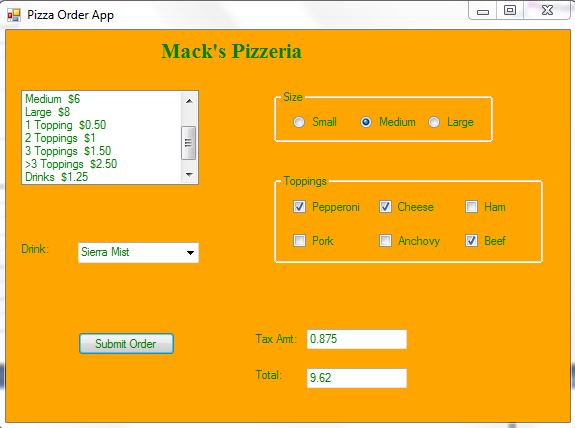 Pizza Order App
Mack's Pizzeria
Medium $6
Large $8
1 Topping $0.50
2 Toppings $1
3 Toppings $1.50
>3 Toppings $2.50
Drinks $1.25
Size
Small Medium Large
Toppings
Pepperoni Cheese Ham
Pork Anchovy Beef
Drink: Sierra Mist
Submit Order
Tax Amt: 0.875
Total: 9.62